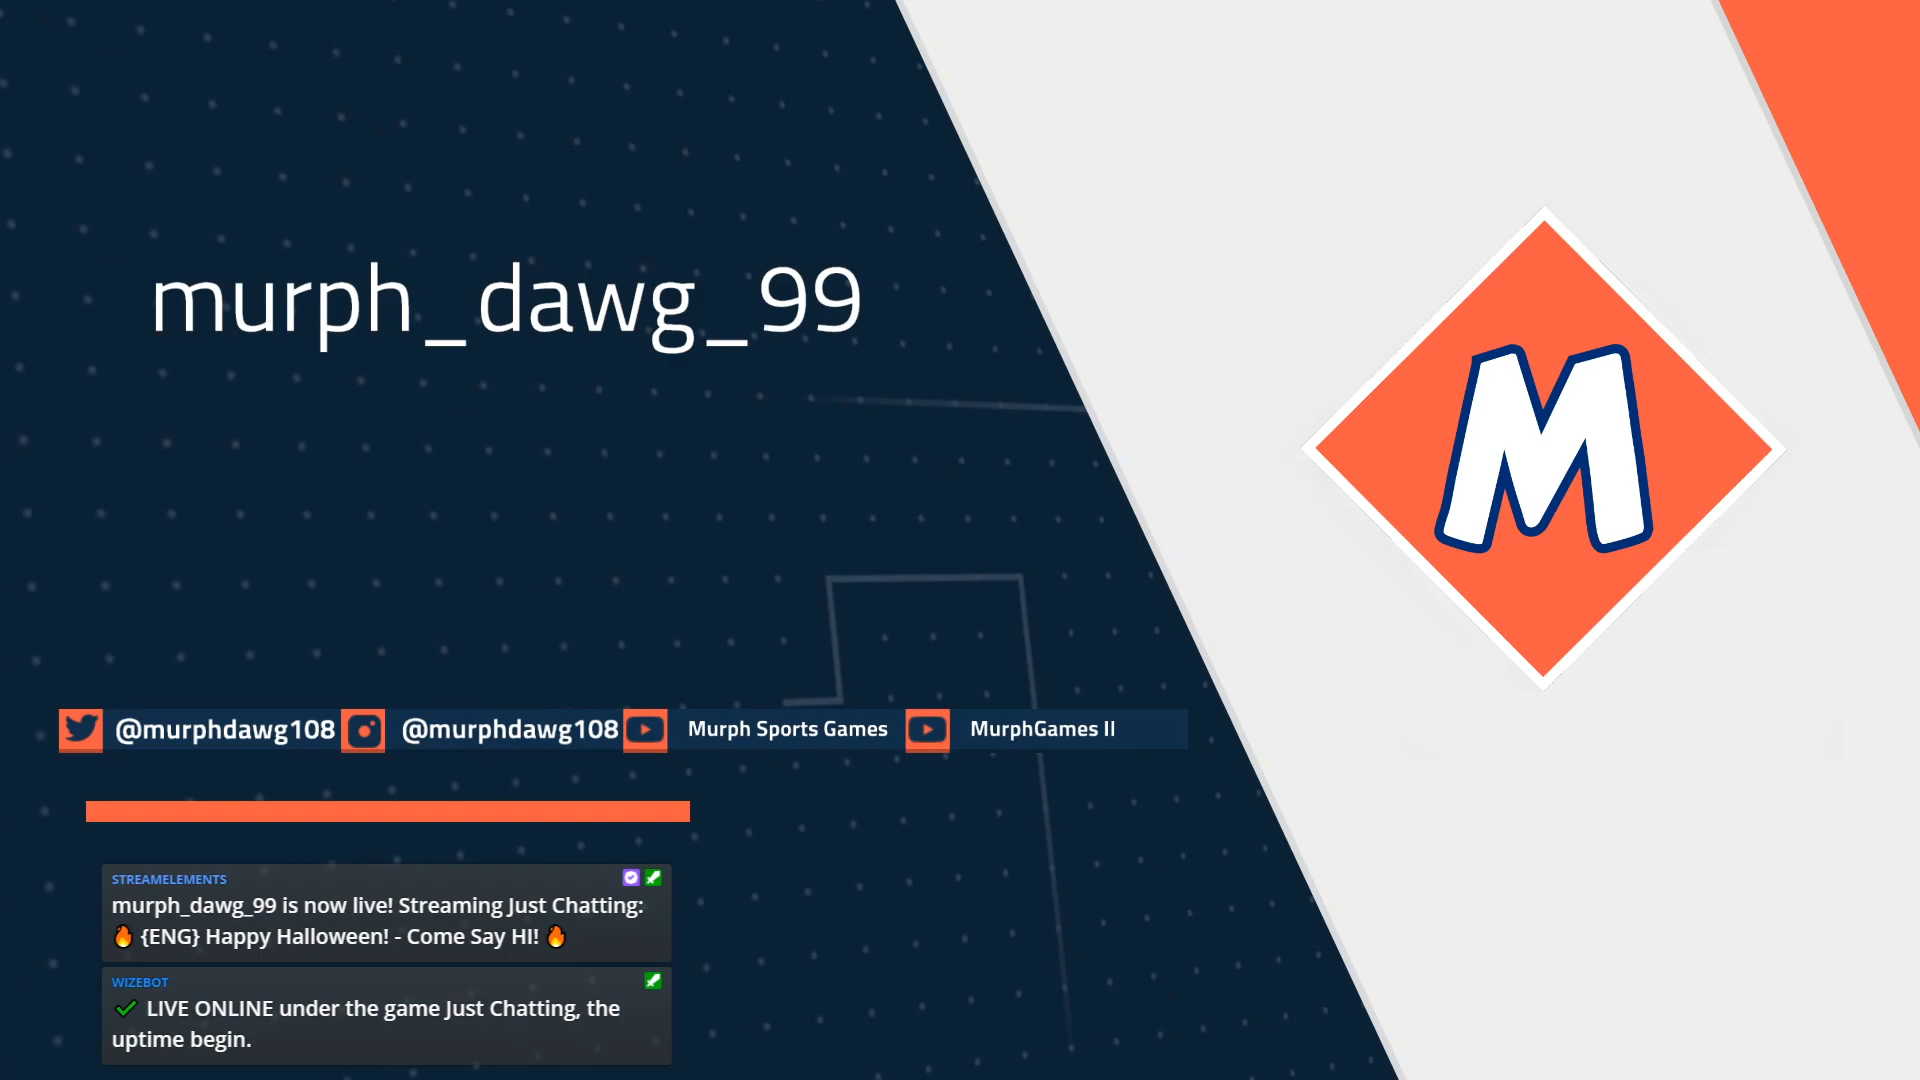 murph_dawg_99
M
@murphdawg108 @murphdawg108 Murph Sports Games MurphGames II
STREAMELEMENTS
murph_dawg_99 is now live! Streaming Just Chatting:
🔥 {ENG} Happy Halloween! - Come Say HI! 🔥
WIZEBOT
✔ LIVE ONLINE under the game Just Chatting, the
uptime begin.